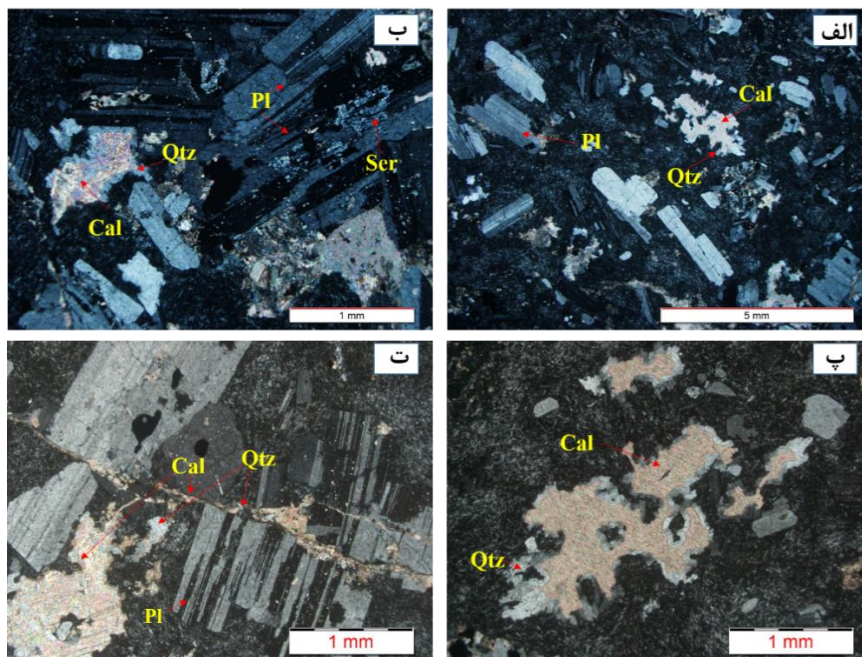 الف
Cal
Pl
Qtz
5 mm
ب
Pl
Qtz
Ser
Cal
1 mm
پ
Cal
Qtz
1 mm
ت
Cal
Qtz
Pl
1 mm